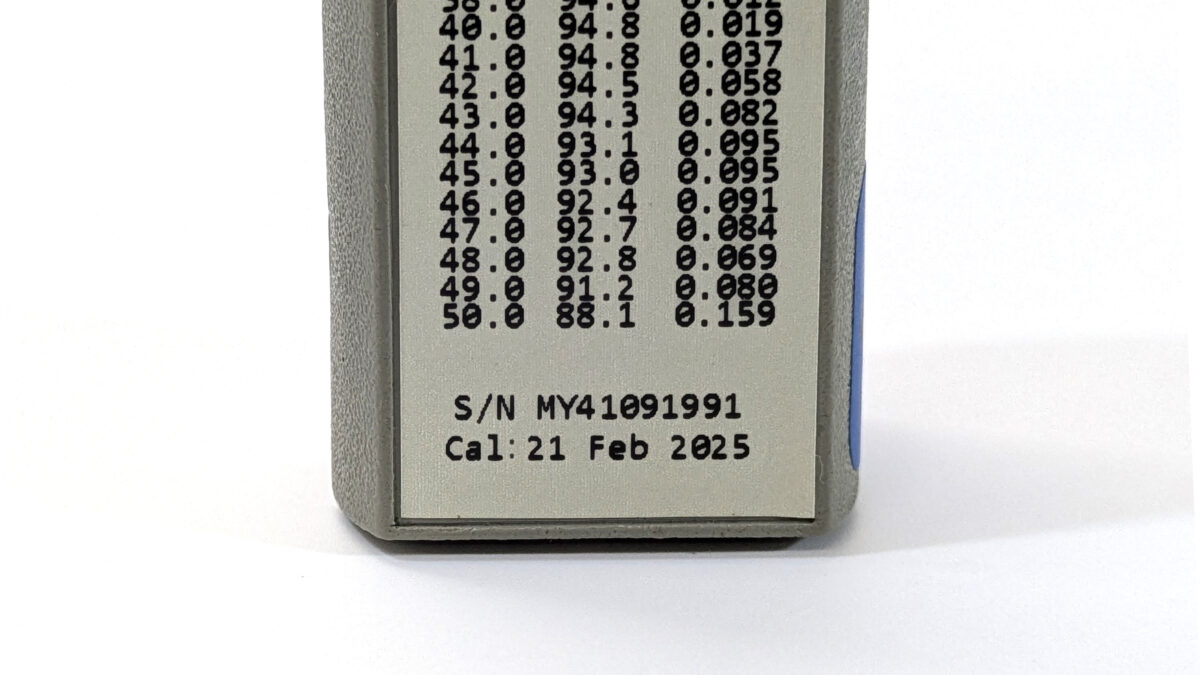 40.0 94.8 0.019
41.0 94.8 0.037
42.0 94.5 0.058
43.0 94.3 0.082
44.0 93.1 0.095
45.0 93.0 0.095
46.0 92.4 0.091
47.0 92.7 0.084
48.0 92.8 0.069
49.0 91.2 0.080
50.0 88.1 0.159
S/N MY41091991
Cal: 21 Feb 2025